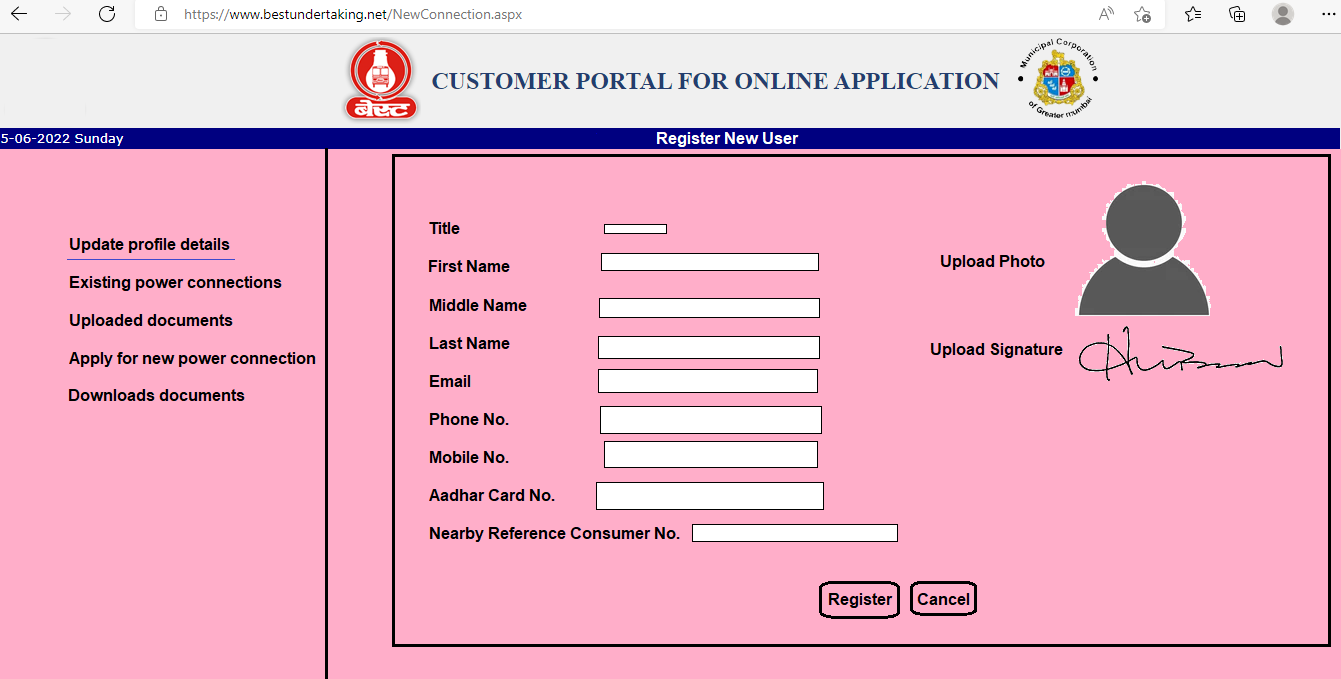 https://www.bestundertaking.net/NewConnection.aspx
बेस्ट
CUSTOMER PORTAL FOR ONLINE APPLICATION
Municipal Corporation
of Greater mumbai
5-06-2022 Sunday
Register New User
Update profile details
Existing power connections
Uploaded documents
Apply for new power connection
Downloads documents
Title
First Name
Middle Name
Last Name
Email
Phone No.
Mobile No.
Aadhar Card No.
Nearby Reference Consumer No.
Upload Photo
Upload Signature
Register
Cancel